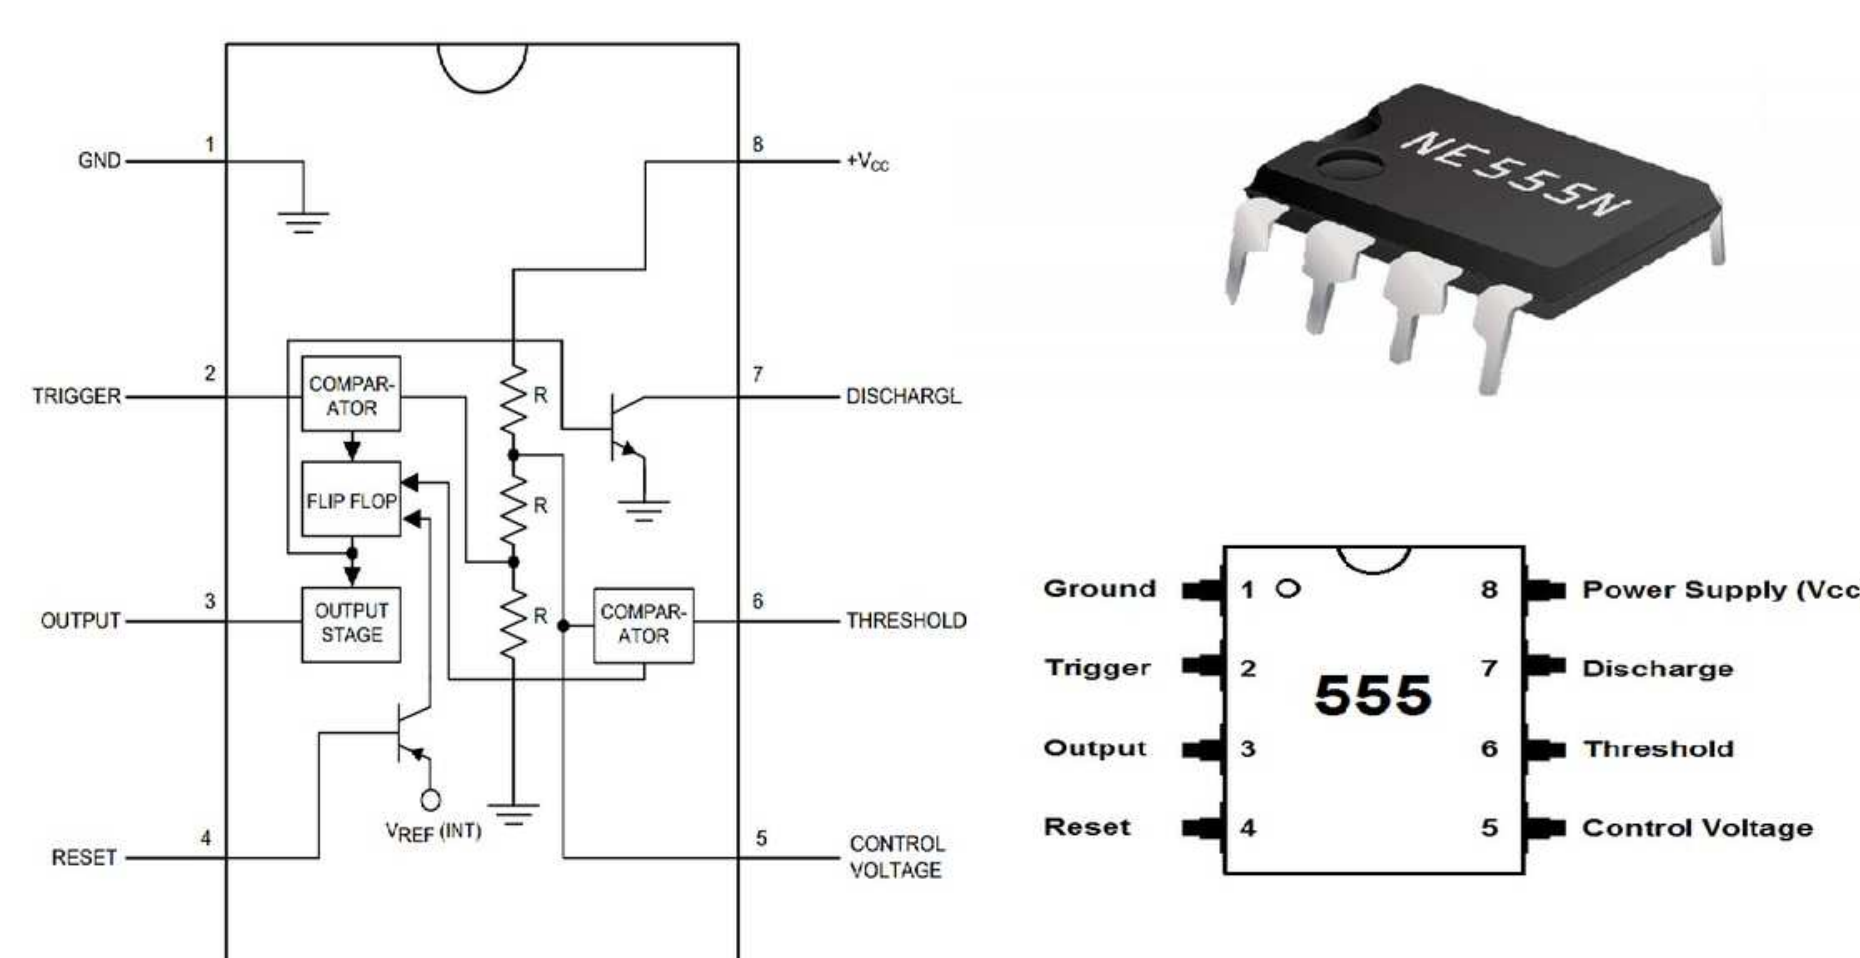 1
GND
8
+VCC
2
TRIGGER
COMPAR-
ATOR
R
7
DISCHARGL
FLIP FLOP
R
3
OUTPUT
OUTPUT
STAGE
R
COMPAR-
ATOR
6
THRESHOLD
VREF (INT)
4
RESET
5
CONTROL
VOLTAGE
NE555N
Ground 1 8 Power Supply (Vcc
Trigger 2 7 Discharge
555
Output 3 6 Threshold
Reset 4 5 Control Voltage